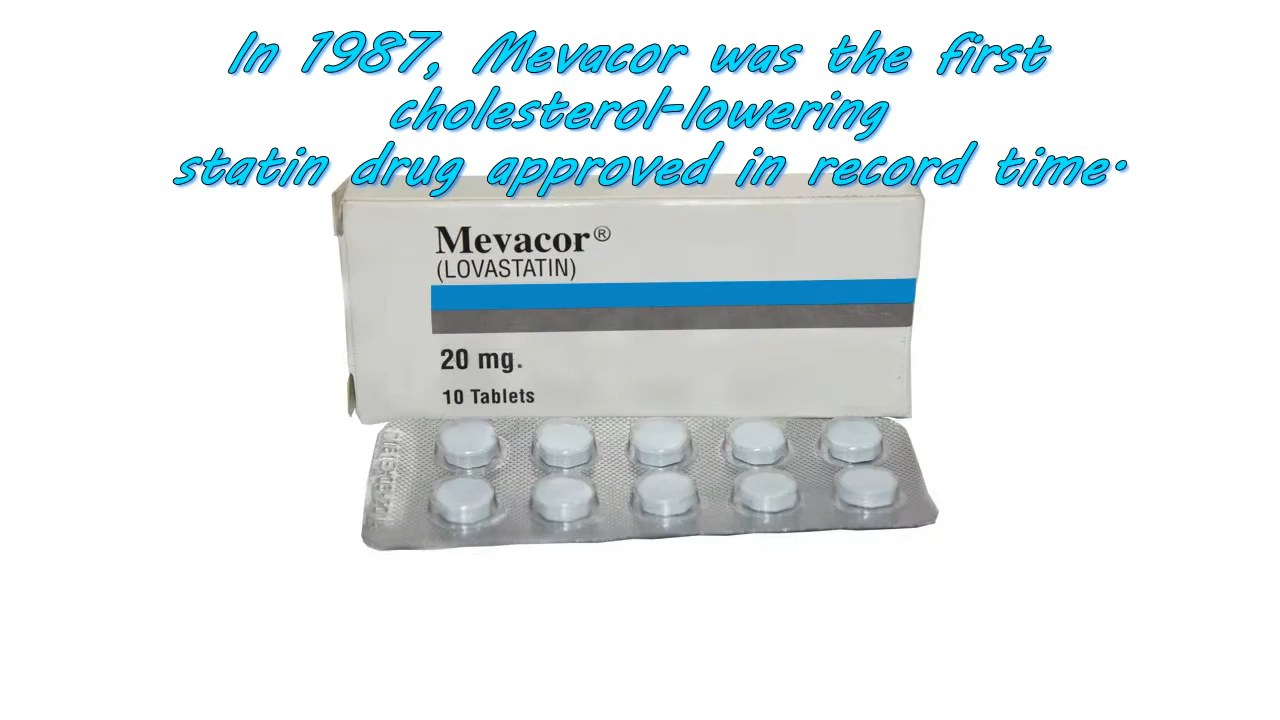 In 1987, Mevacor was the first
cholesterol-lowering
statin drug approved in record time.
Mevacor®
(LOVASTATIN)
20 mg.
10 Tablets